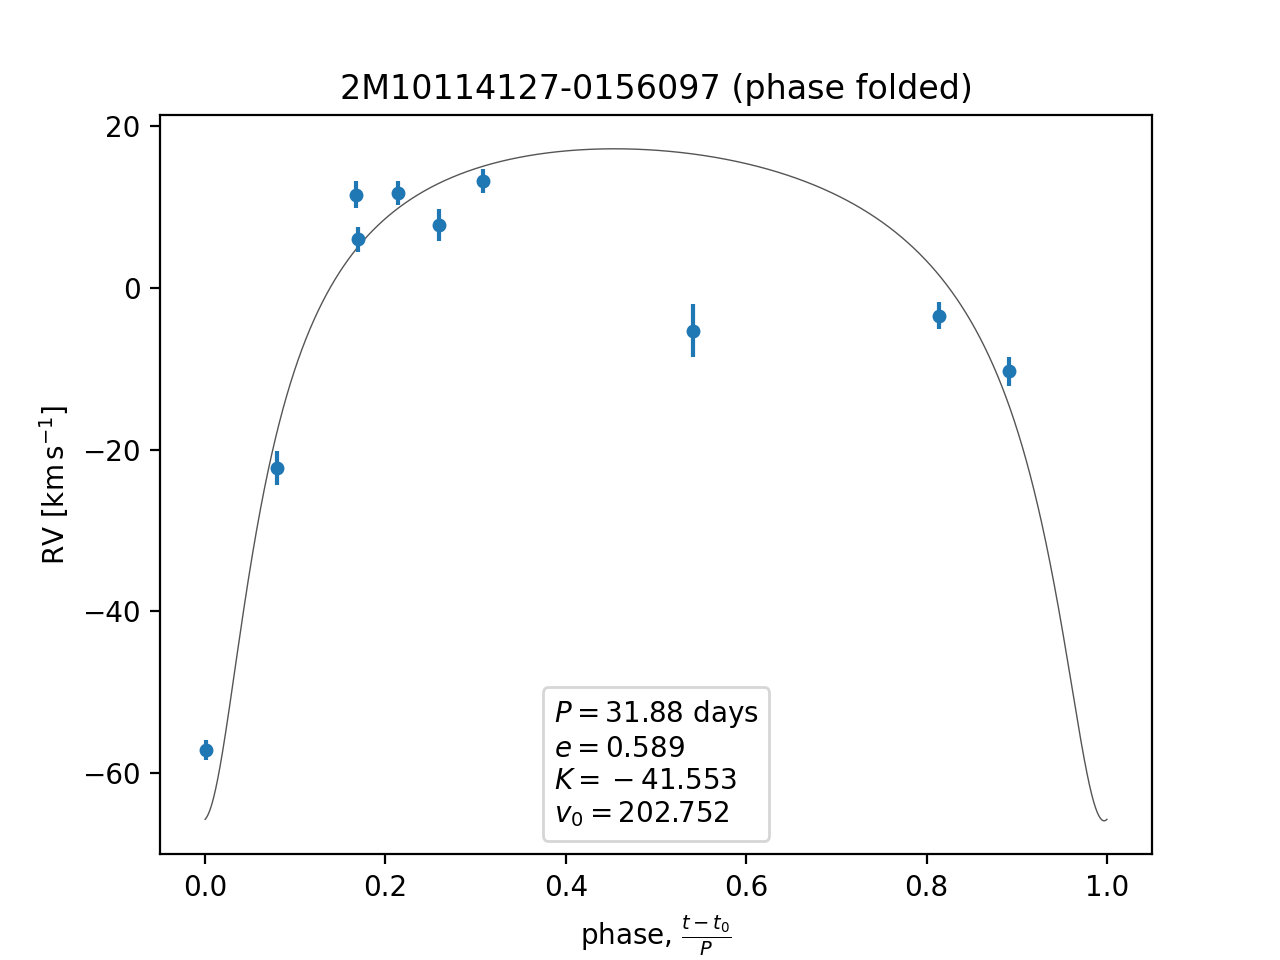 2M10114127-0156097 (phase folded)
20
0
−20
−40
−60
RV [km s⁻¹]
P = 31.88 days
e = 0.589
K = −41.553
v₀ = 202.752
0.0 0.2 0.4 0.6 0.8 1.0
phase, (t − t₀)/P